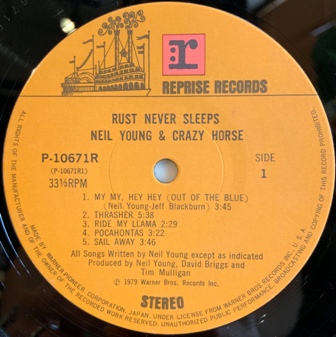 r
REPRISE RECORDS
RUST NEVER SLEEPS
NEIL YOUNG & CRAZY HORSE
P-10671R
(P-10671R1)
33⅓RPM
SIDE
1
1. MY MY, HEY HEY (OUT OF THE BLUE)
(Neil Young-Jeff Blackburn) 3:45
2. THRASHER 5:38
3. RIDE MY LLAMA 2:29
4. POCAHONTAS 3:22
5. SAIL AWAY 3:46
All Songs Written by Neil Young except as indicated
Produced by Neil Young, David Briggs and
Tim Mulligan
℗ 1979 Warner Bros. Records Inc.
STEREO
MADE BY WARNER-PIONEER CORPORATION, JAPAN, UNDER LICENSE FROM WARNER BROS RECORDS INC., U.S.A.
ALL RIGHTS OF THE MANUFACTURER AND OF THE OWNER OF THE RECORDED WORK RESERVED. UNAUTHORIZED PUBLIC PERFORMANCE, BROADCASTING AND COPYING OF THIS RECORD PROHIBITED.